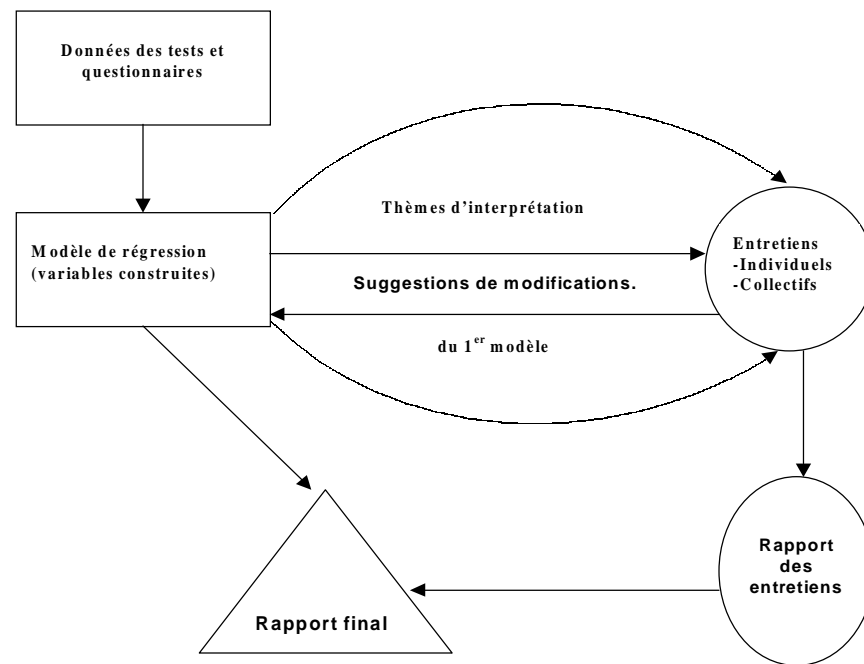 Données des tests et
questionnaires
Thèmes d'interprétation
Modèle de régression
(variables construites)
Entretiens
-Individuels
-Collectifs
Suggestions de modifications.
du 1er modèle
Rapport
des
entretiens
Rapport final